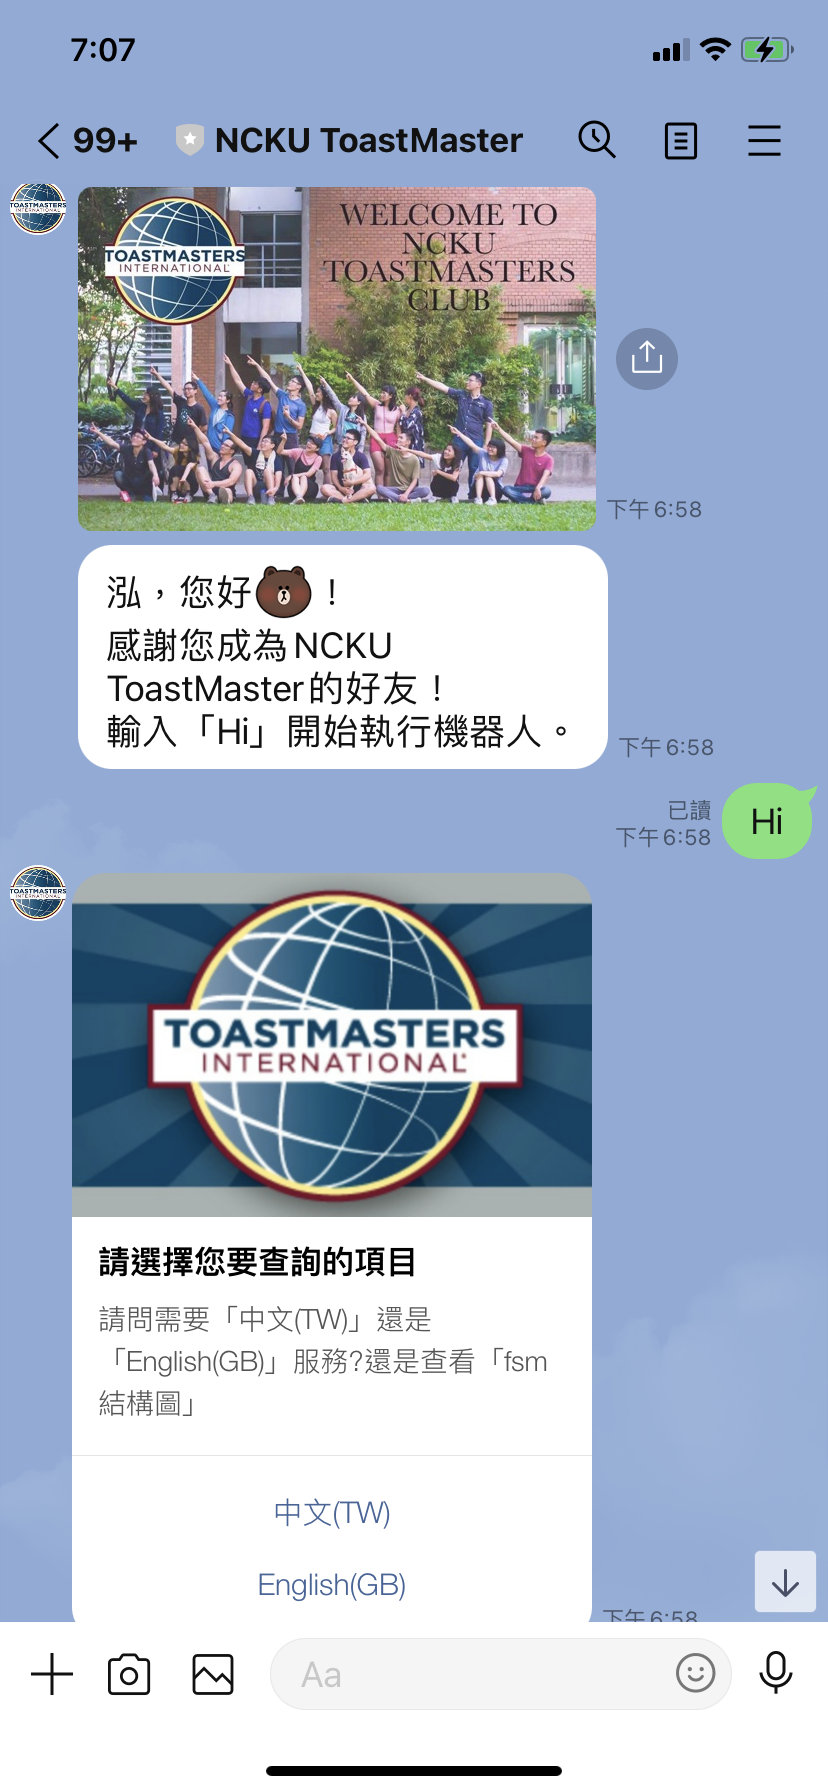 7:07
99+
NCKU ToastMaster
TOASTMASTERS
INTERNATIONAL
TOASTMASTERS
INTERNATIONAL
WELCOME TO
NCKU
TOASTMASTERS
CLUB
下午 6:58
泓，您好！
感謝您成為NCKU
ToastMaster的好友！
輸入「Hi」開始執行機器人。
下午 6:58
已讀
下午 6:58
Hi
TOASTMASTERS
INTERNATIONAL
TOASTMASTERS
INTERNATIONAL
請選擇您要查詢的項目
請問需要「中文(TW)」還是
「English(GB)」服務?還是查看「fsm
結構圖」
中文(TW)
English(GB)
下午 6:58
Aa